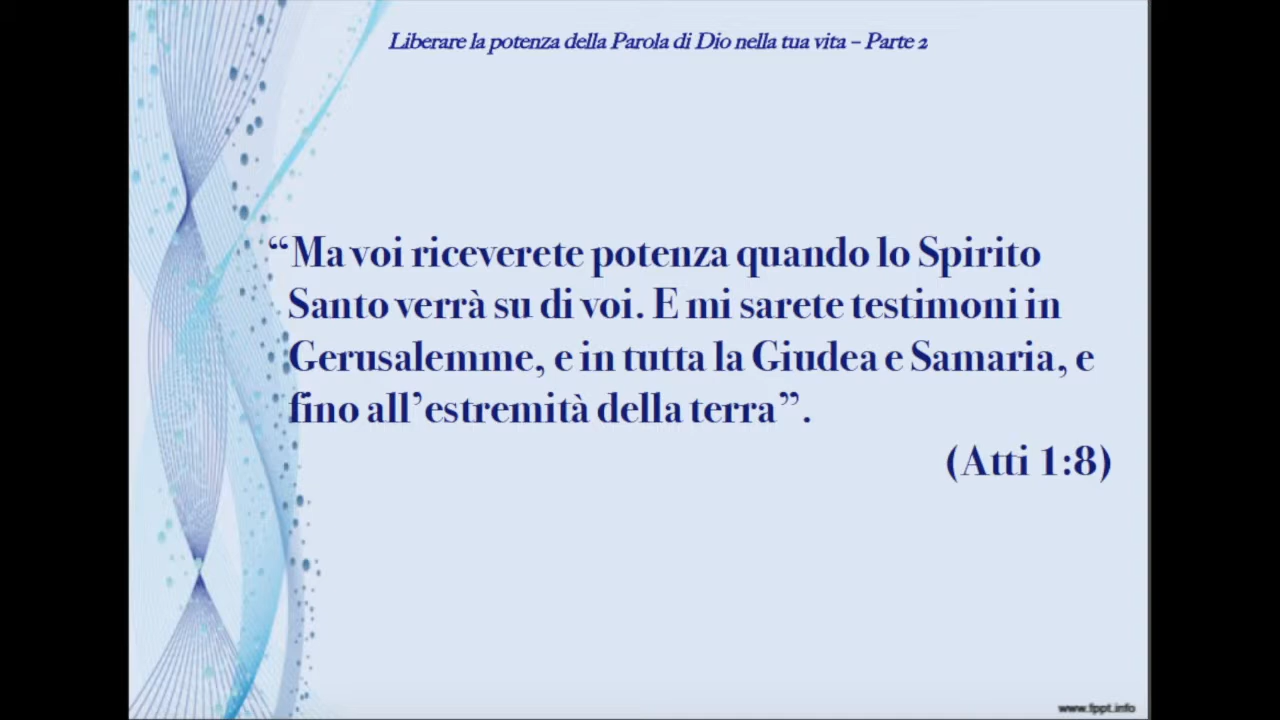 Liberare la potenza della Parola di Dio nella tua vita – Parte 2
“Ma voi riceverete potenza quando lo Spirito
Santo verrà su di voi. E mi sarete testimoni in
Gerusalemme, e in tutta la Giudea e Samaria, e
fino all’estremità della terra”.
(Atti 1:8)
www.fppt.info